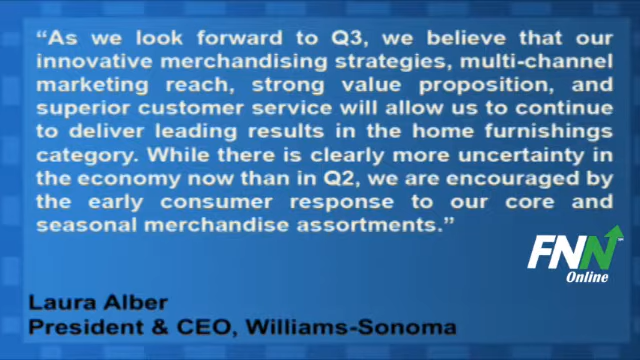 “As we look forward to Q3, we believe that our
innovative merchandising strategies, multi-channel
marketing reach, strong value proposition, and
superior customer service will allow us to continue
to deliver leading results in the home furnishings
category. While there is clearly more uncertainty in
the economy now than in Q2, we are encouraged by
the early consumer response to our core and
seasonal merchandise assortments.”
FNN
Online
Laura Alber
President & CEO, Williams-Sonoma